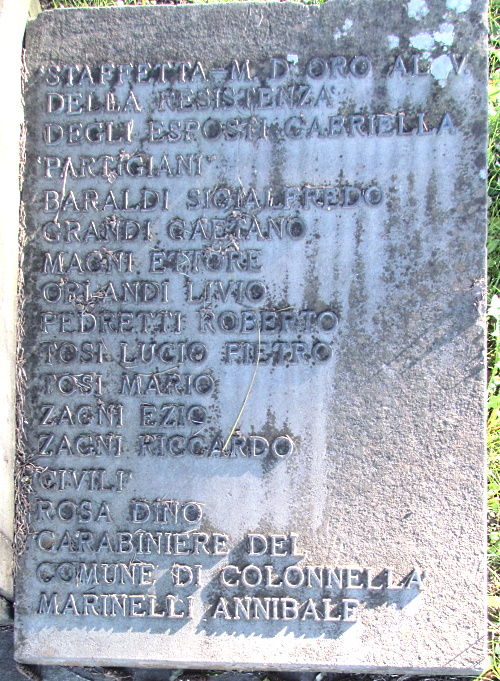 "STAFFETTA-M. D'ORO AL V.
DELLA RESISTENZA"
DEGLI ESPOSTI GABRIELLA
"PARTIGIANI"
BARALDI SIGIALFREDO
GRANDI GAETANO
MAGNI ETTORE
ORLANDI LIVIO
PEDRETTI ROBERTO
TOSI LUCIO PIETRO
TOSI MARIO
ZAGNI EZIO
ZAGNI RICCARDO
"CIVILI"
ROSA DINO
CARABINIERE DEL
COMUNE DI COLONNELLA
MARINELLI ANNIBALE